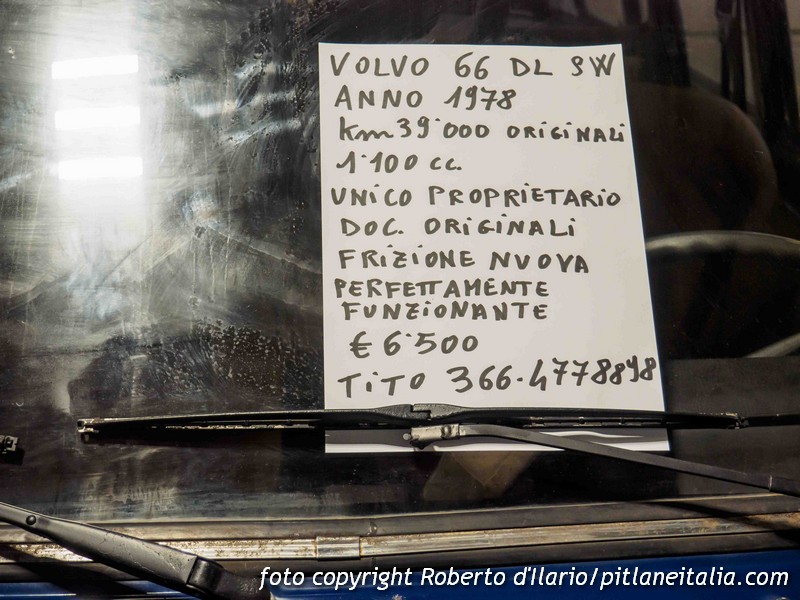 VOLVO 66 DL SW
ANNO 1978
km 39'000 ORIGINALI
1'100 cc.
UNICO PROPRIETARIO
DOC. ORIGINALI
FRIZIONE NUOVA
PERFETTAMENTE
FUNZIONANTE
€ 6'500
TITO 366.4778898
foto copyright Roberto d'Ilario/pitlaneitalia.com